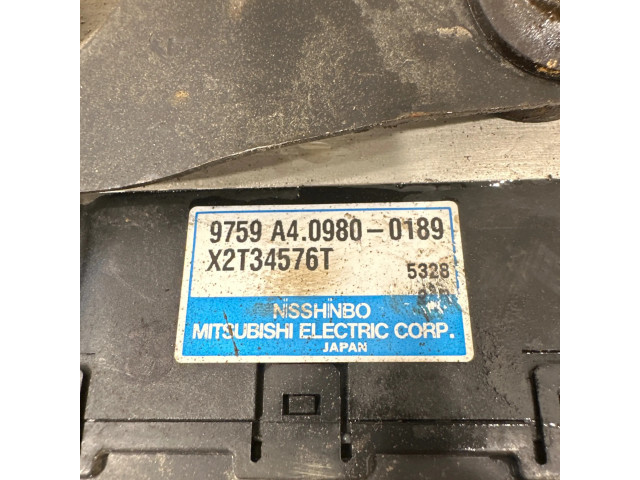 9759 A4.0980-0189
X2T34576T 5328
NISSHINBO
MITSUBISHI ELECTRIC CORP.
JAPAN